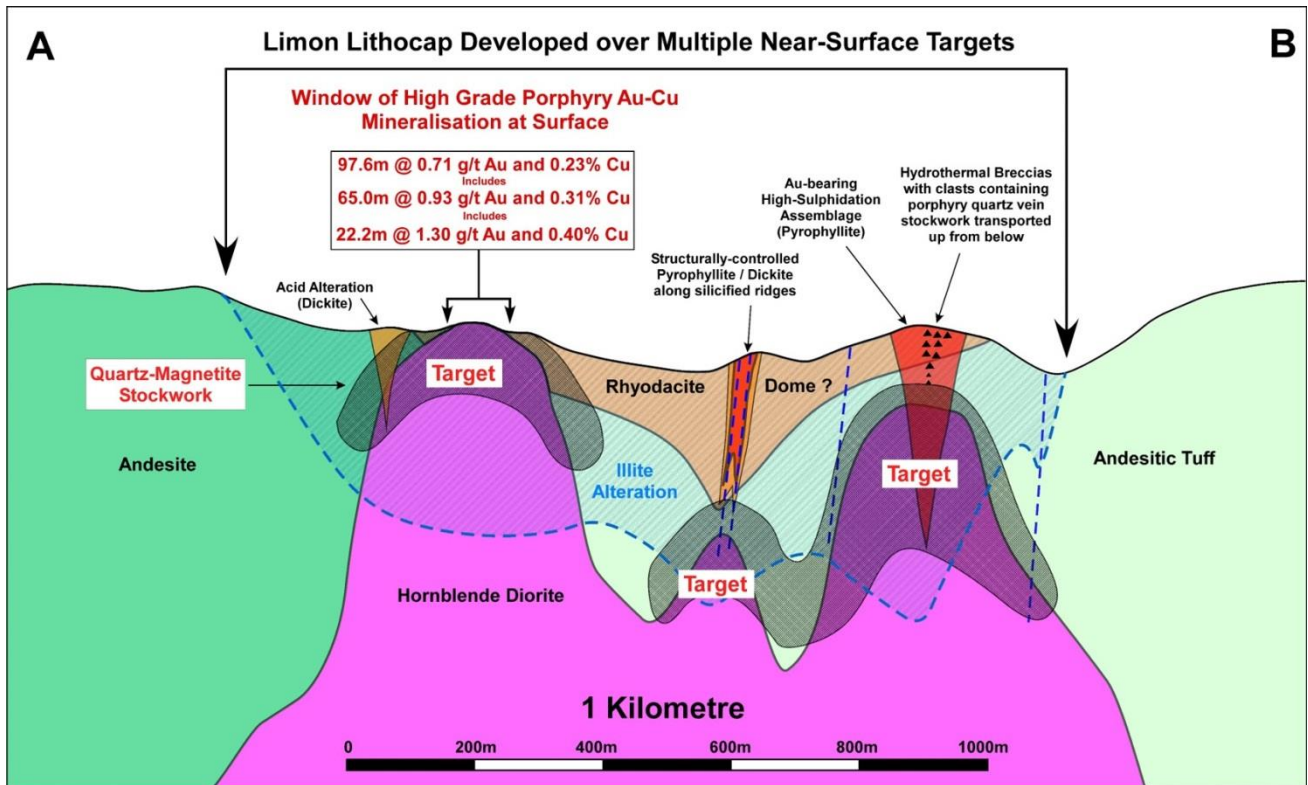 A
Limon Lithocap Developed over Multiple Near-Surface Targets
B
Window of High Grade Porphyry Au-Cu
Mineralisation at Surface
97.6m @ 0.71 g/t Au and 0.23% Cu
Includes
65.0m @ 0.93 g/t Au and 0.31% Cu
Includes
22.2m @ 1.30 g/t Au and 0.40% Cu
Au-bearing
High-Sulphidation
Assemblage
(Pyrophyllite)
Hydrothermal Breccias
with clasts containing
porphyry quartz vein
stockwork transported
up from below
Structurally-controlled
Pyrophyllite / Dickite
along silicified ridges
Acid Alteration
(Dickite)
Quartz-Magnetite
Stockwork
Target
Rhyodacite
Dome ?
Andesite
Illite
Alteration
Target
Andesitic Tuff
Target
Hornblende Diorite
1 Kilometre
0 200m 400m 600m 800m 1000m